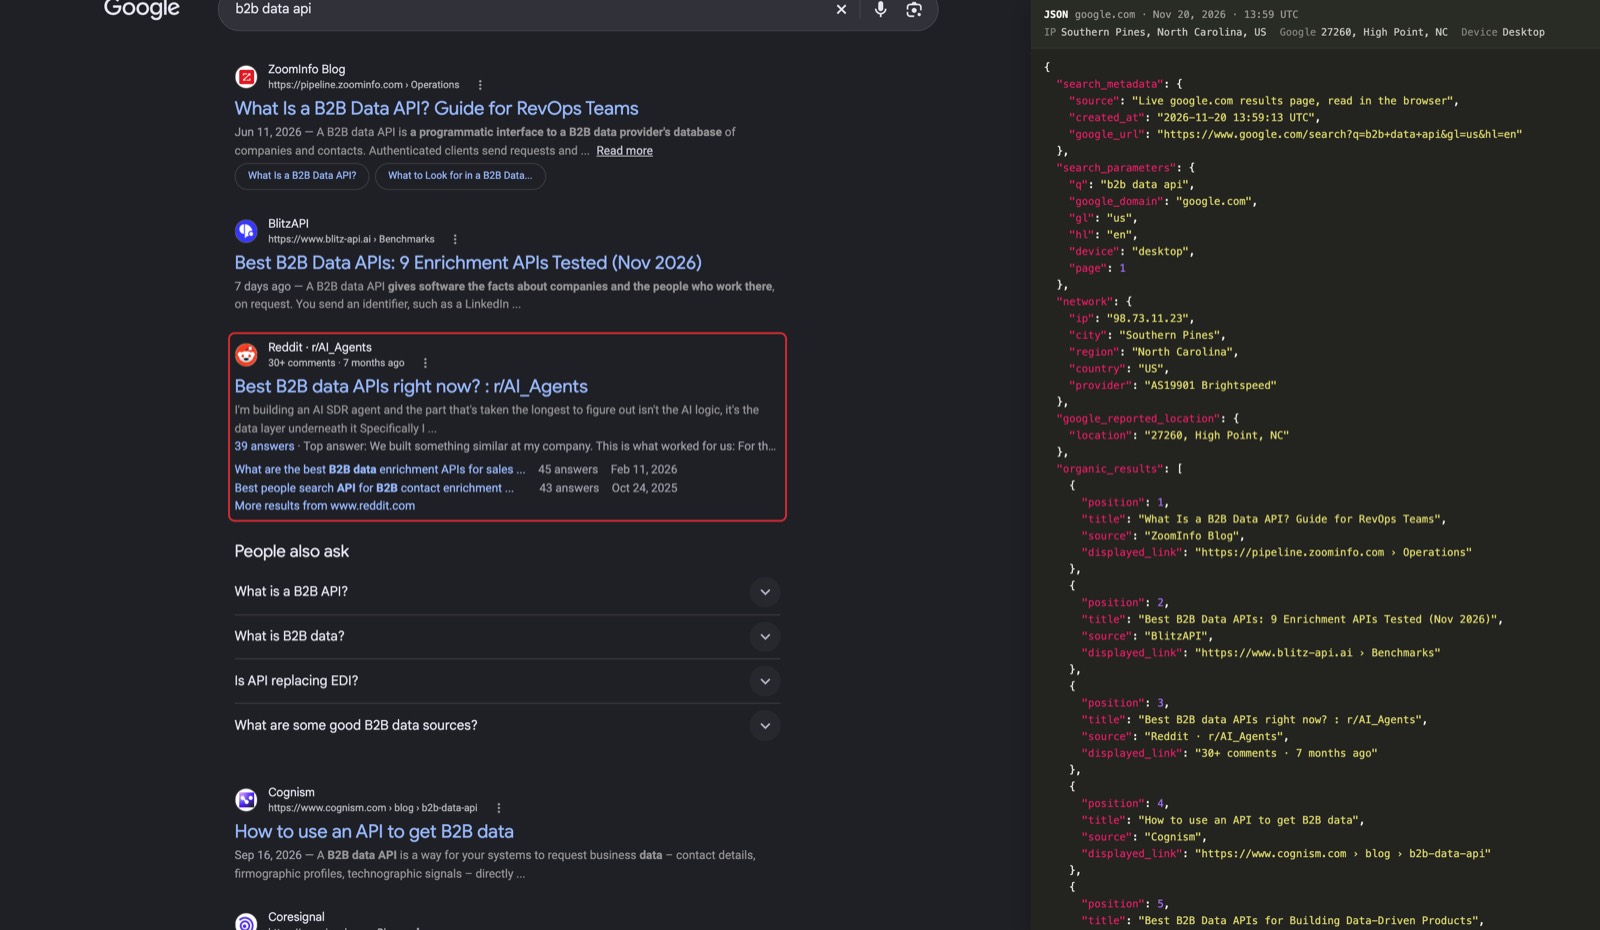 Google
b2b data api
ZoomInfo Blog
https://pipeline.zoominfo.com › Operations
What Is a B2B Data API? Guide for RevOps Teams
Jun 11, 2026 — A B2B data API is a programmatic interface to a B2B data provider's database of
companies and contacts. Authenticated clients send requests and ... Read more
What Is a B2B Data API?
What to Look for in a B2B Data...
BlitzAPI
https://www.blitz-api.ai › Benchmarks
Best B2B Data APIs: 9 Enrichment APIs Tested (Nov 2026)
7 days ago — A B2B data API gives software the facts about companies and the people who work there,
on request. You send an identifier, such as a LinkedIn ...
Reddit · r/AI_Agents
30+ comments · 7 months ago
Best B2B data APIs right now? : r/AI_Agents
I'm building an AI SDR agent and the part that's taken the longest to figure out isn't the AI logic, it's the
data layer underneath it Specifically I ...
39 answers · Top answer: We built something similar at my company. This is what worked for us: For th...
What are the best B2B data enrichment APIs for sales ... 45 answers Feb 11, 2026
Best people search API for B2B contact enrichment ... 43 answers Oct 24, 2025
More results from www.reddit.com
People also ask
What is a B2B API?
What is B2B data?
Is API replacing EDI?
What are some good B2B data sources?
Cognism
https://www.cognism.com › blog › b2b-data-api
How to use an API to get B2B data
Sep 16, 2026 — A B2B data API is a way for your systems to request business data – contact details,
firmographic profiles, technographic signals – directly ...
Coresignal
JSON google.com · Nov 20, 2026 · 13:59 UTC
IP Southern Pines, North Carolina, US Google 27260, High Point, NC Device Desktop
{
"search_metadata": {
"source": "Live google.com results page, read in the browser",
"created_at": "2026-11-20 13:59:13 UTC",
"google_url": "https://www.google.com/search?q=b2b+data+api&gl=us&hl=en"
},
"search_parameters": {
"q": "b2b data api",
"google_domain": "google.com",
"gl": "us",
"hl": "en",
"device": "desktop",
"page": 1
},
"network": {
"ip": "98.73.11.23",
"city": "Southern Pines",
"region": "North Carolina",
"country": "US",
"provider": "AS19901 Brightspeed"
},
"google_reported_location": {
"location": "27260, High Point, NC"
},
"organic_results": [
{
"position": 1,
"title": "What Is a B2B Data API? Guide for RevOps Teams",
"source": "ZoomInfo Blog",
"displayed_link": "https://pipeline.zoominfo.com › Operations"
},
{
"position": 2,
"title": "Best B2B Data APIs: 9 Enrichment APIs Tested (Nov 2026)",
"source": "BlitzAPI",
"displayed_link": "https://www.blitz-api.ai › Benchmarks"
},
{
"position": 3,
"title": "Best B2B data APIs right now? : r/AI_Agents",
"source": "Reddit · r/AI_Agents",
"displayed_link": "30+ comments · 7 months ago"
},
{
"position": 4,
"title": "How to use an API to get B2B data",
"source": "Cognism",
"displayed_link": "https://www.cognism.com › blog › b2b-data-api"
},
{
"position": 5,
"title": "Best B2B Data APIs for Building Data-Driven Products",